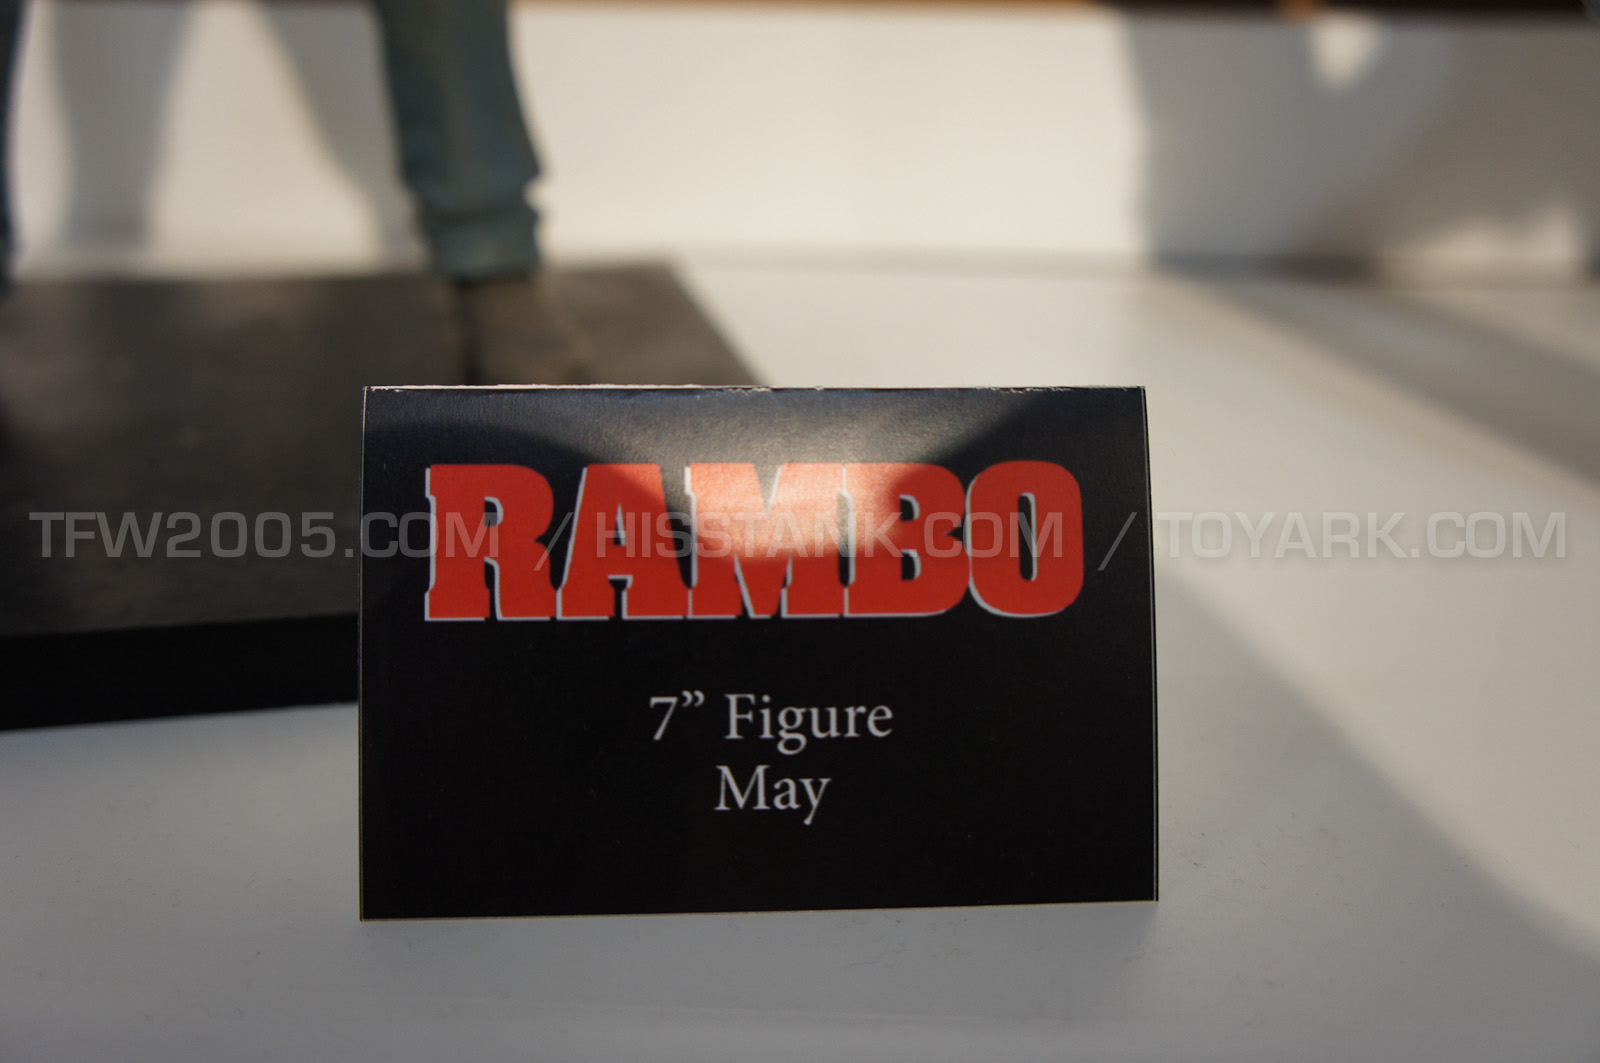 RAMBO
TFW2005.COM / HISSTANK.COM / TOYARK.COM
7” Figure
May